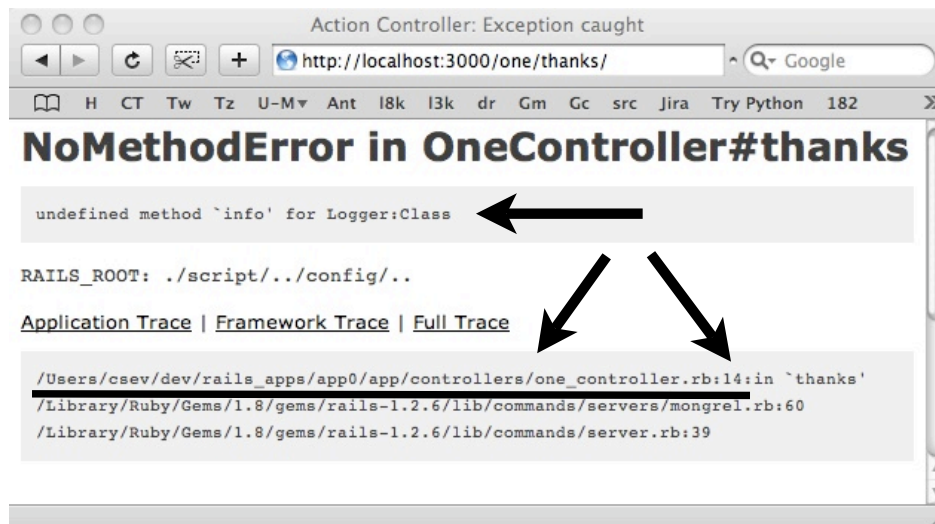 Action Controller: Exception caught
http://localhost:3000/one/thanks/
Google
H CT Tw Tz U-M▾ Ant I8k I3k dr Gm Gc src Jira Try Python 182
NoMethodError in OneController#thanks
undefined method `info' for Logger:Class
RAILS_ROOT: ./script/../config/..
Application Trace | Framework Trace | Full Trace
/Users/csev/dev/rails_apps/app0/app/controllers/one_controller.rb:14:in `thanks'
/Library/Ruby/Gems/1.8/gems/rails-1.2.6/lib/commands/servers/mongrel.rb:60
/Library/Ruby/Gems/1.8/gems/rails-1.2.6/lib/commands/server.rb:39